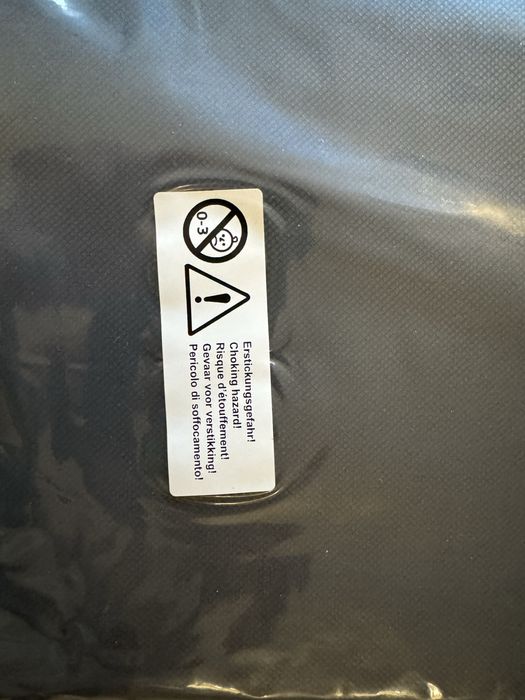 0-3
Erstickungsgefahr!
Choking hazard!
Risque d'étouffement!
Gevaar voor verstikking!
Pericolo di soffocamento!